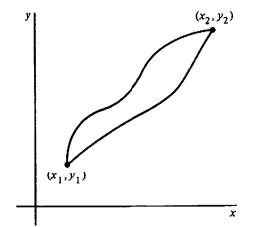 y
(x₂, y₂)
(x₁, y₁)
x